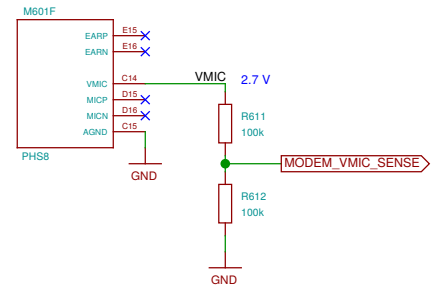 M601F
EARP E15
EARN E16
VMIC C14 VMIC 2.7 V
MICP D15
MICN D16
AGND C15
PHS8
GND
R611
100k
MODEM_VMIC_SENSE
R612
100k
GND